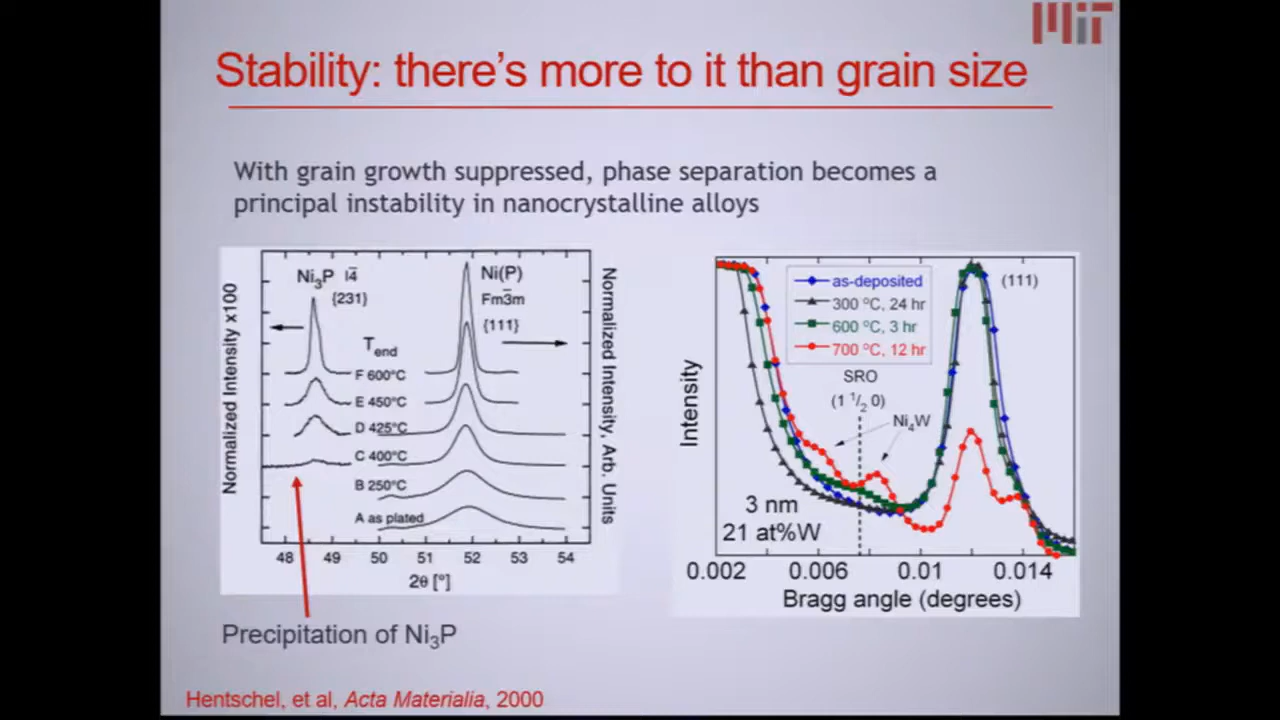 MIT
Stability: there's more to it than grain size
With grain growth suppressed, phase separation becomes a
principal instability in nanocrystalline alloys
Normalized Intensity x100
Ni3P I4̄
{231}
Ni(P)
Fm3̄m
{111}
Tend
F 600°C
E 450°C
D 425°C
C 400°C
B 250°C
A as plated
48 49 50 51 52 53 54
2θ [°]
Normalized Intensity, Arb. Units
Precipitation of Ni3P
Intensity
as-deposited
300 °C, 24 hr
600 °C, 3 hr
700 °C, 12 hr
(111)
SRO
(1 1/2 0)
Ni4W
3 nm
21 at%W
0.002 0.006 0.01 0.014
Bragg angle (degrees)
Hentschel, et al, Acta Materialia, 2000